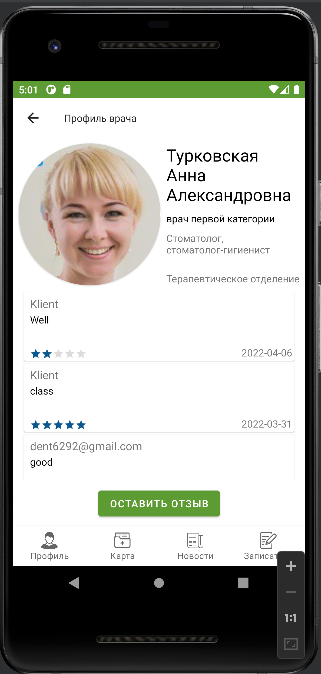 5:01
Профиль врача
Турковская
Анна
Александровна
врач первой категории
Стоматолог,
стоматолог-гигиенист
Терапевтическое отделение
Klient
Well
2022-04-06
Klient
class
2022-03-31
dent6292@gmail.com
good
ОСТАВИТЬ ОТЗЫВ
Профиль
Карта
Новости
Записат
1:1